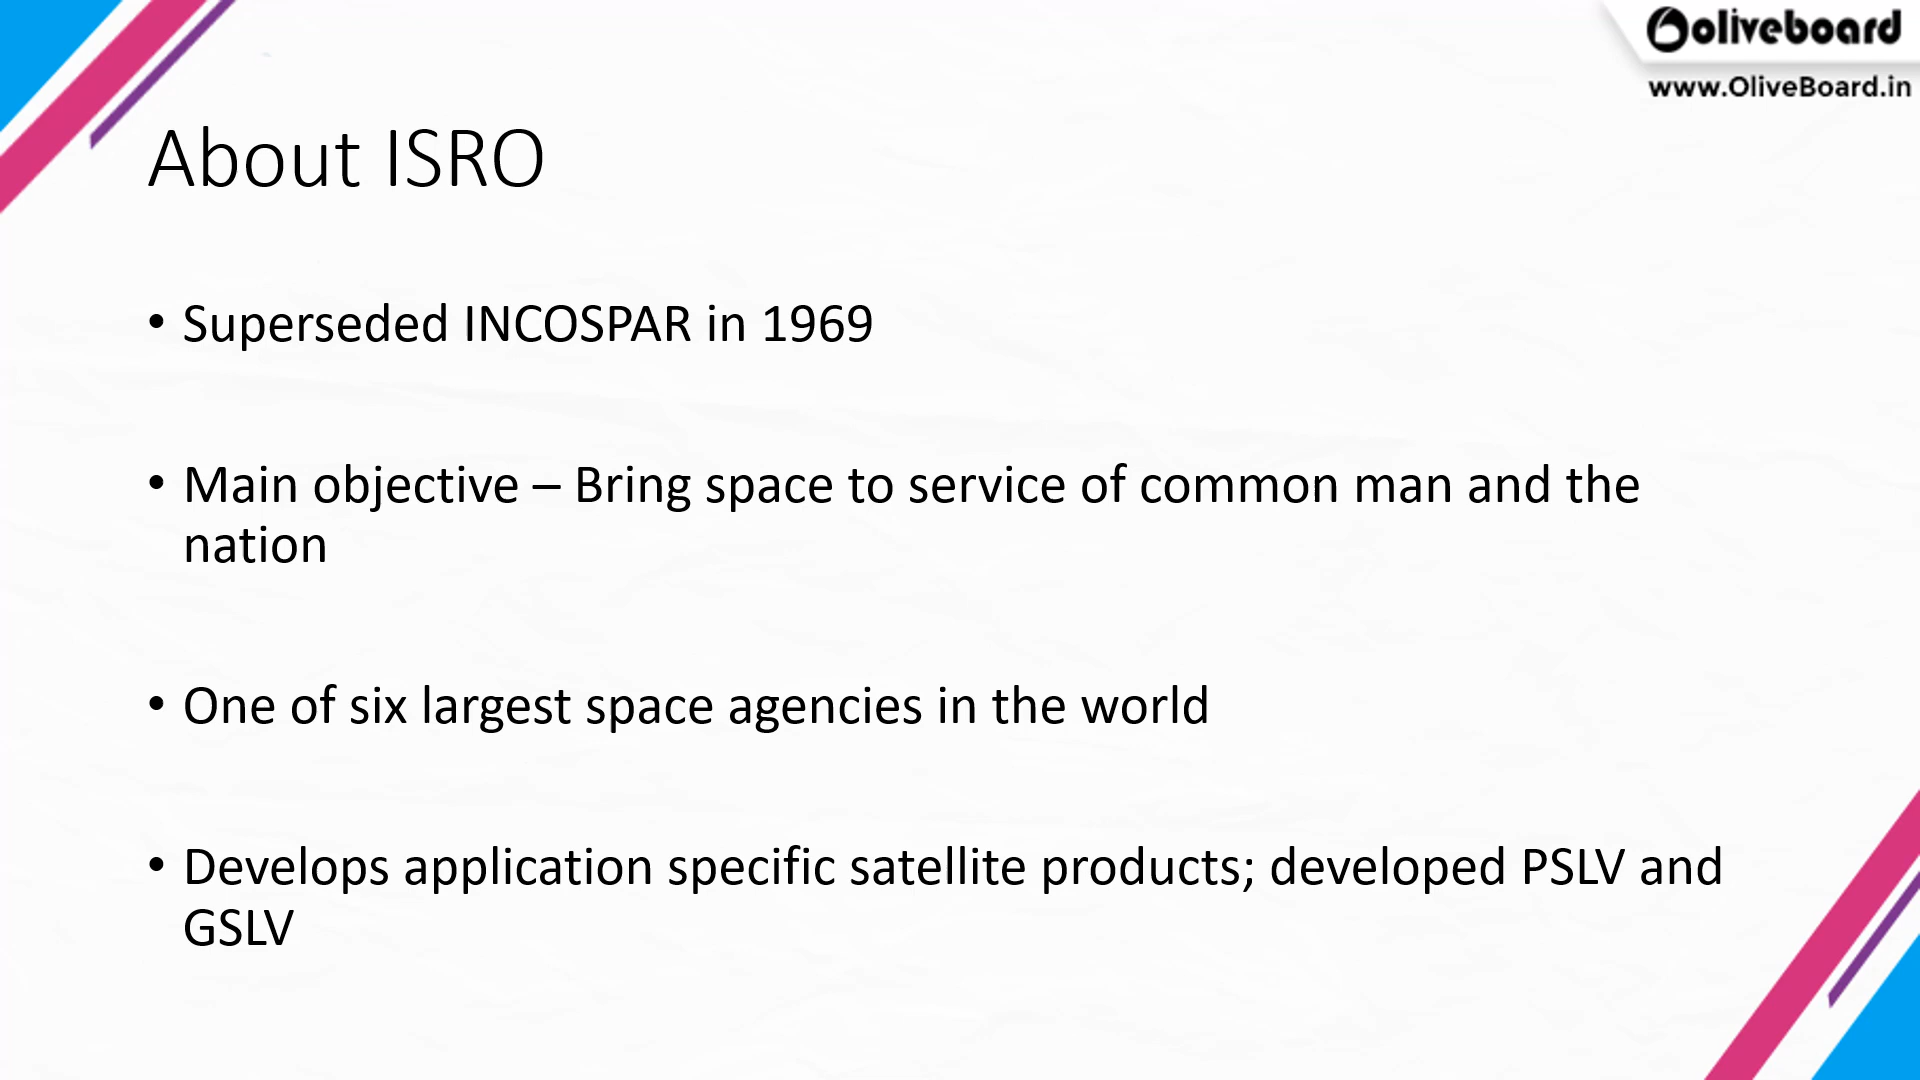 oliveboard
www.OliveBoard.in
About ISRO
• Superseded INCOSPAR in 1969
• Main objective – Bring space to service of common man and the
nation
• One of six largest space agencies in the world
• Develops application specific satellite products; developed PSLV and
GSLV